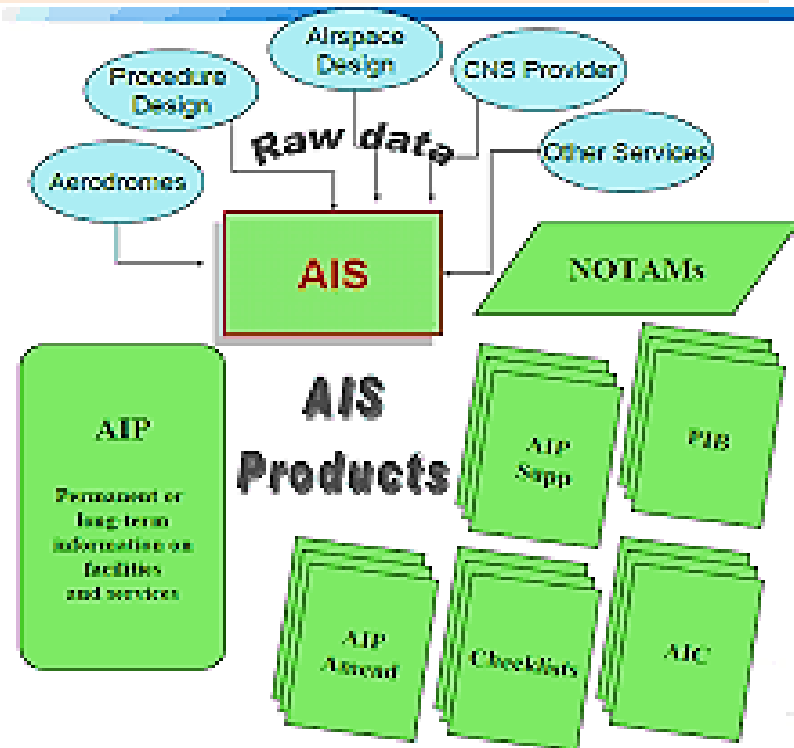 Airspace
Design
Procedure
Design
CNS Provider
Raw data
Other Services
Aerodromes
AIS
NOTAMs
AIP
Permanent or
long-term
information on
facilities
and services
AIS
Products
AIP
Supp
PIB
AIP
Amend
Checklists
AIC